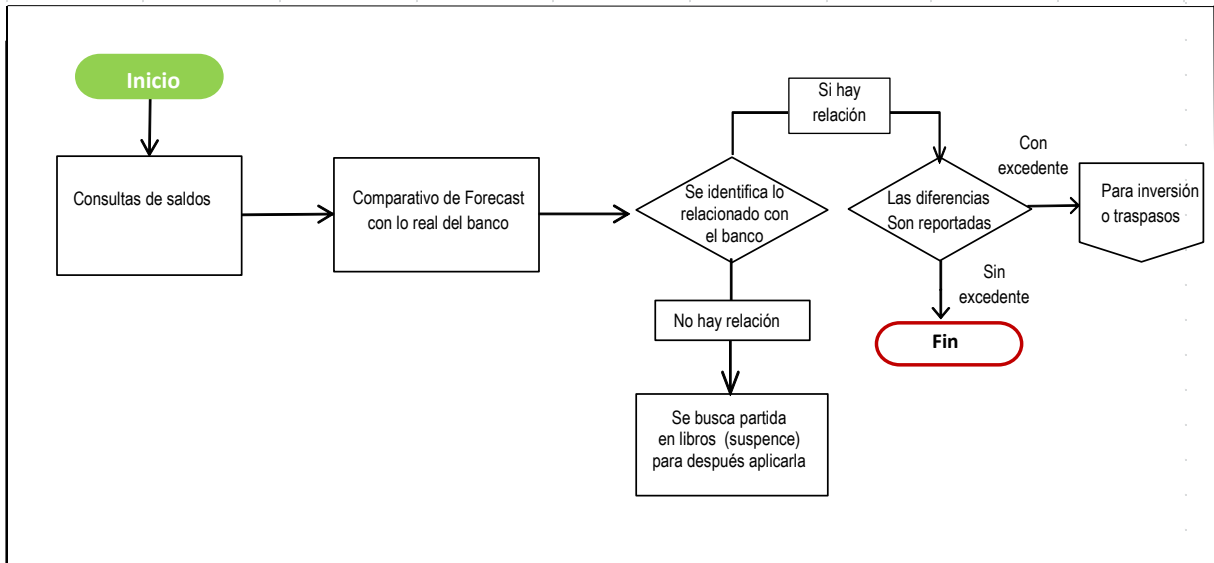 Inicio
Consultas de saldos
Comparativo de Forecast
con lo real del banco
Se identifica lo
relacionado con
el banco
Si hay
relación
No hay relación
Se busca partida
en libros (suspence)
para después aplicarla
Las diferencias
Son reportadas
Con
excedente
Para inversión
o traspasos
Sin
excedente
Fin